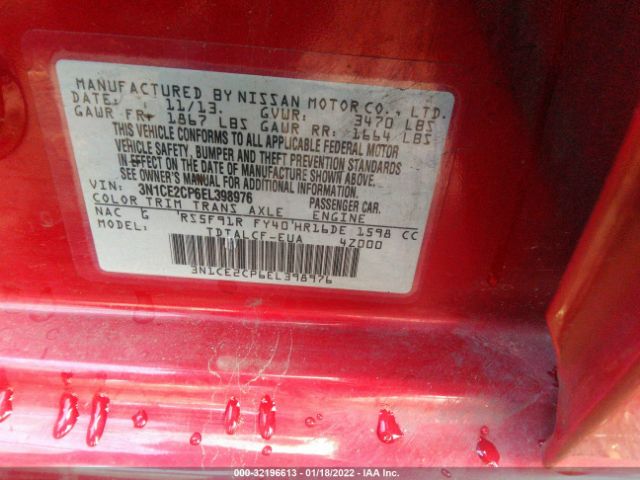 MANUFACTURED BY NISSAN MOTOR CO., LTD.
DATE: 11/13 GVWR: 3470 LBS
GAWR FR: 1867 LBS GAWR RR: 1664 LBS
THIS VEHICLE CONFORMS TO ALL APPLICABLE FEDERAL MOTOR
VEHICLE SAFETY, BUMPER AND THEFT PREVENTION STANDARDS
IN EFFECT ON THE DATE OF MANUFACTURE SHOWN ABOVE.
SEE OWNER'S MANUAL FOR ADDITIONAL INFORMATION.
VIN: 3N1CE2CP6EL398976 PASSENGER CAR.
COLOR TRIM TRANS AXLE ENGINE
NAC G RS5F91R FY40 HR16DE 1598 CC
MODEL: TDTALCF-EUA 4Z000
3N1CE2CP6EL398976
000-32196613 - 01/18/2022 - IAA Inc.